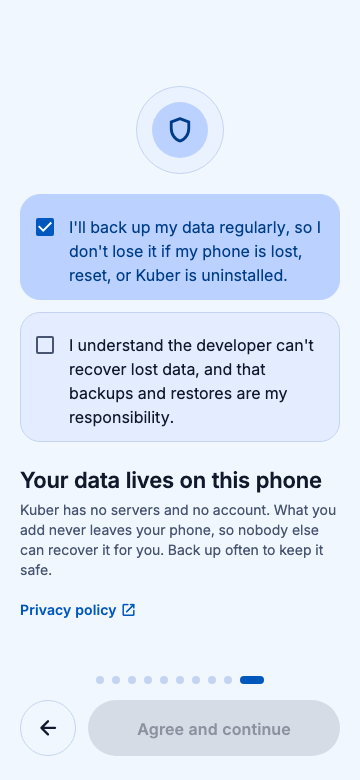 I'll back up my data regularly, so I
don't lose it if my phone is lost,
reset, or Kuber is uninstalled.
I understand the developer can't
recover lost data, and that
backups and restores are my
responsibility.
Your data lives on this phone
Kuber has no servers and no account. What you
add never leaves your phone, so nobody else
can recover it for you. Back up often to keep it
safe.
Privacy policy
Agree and continue